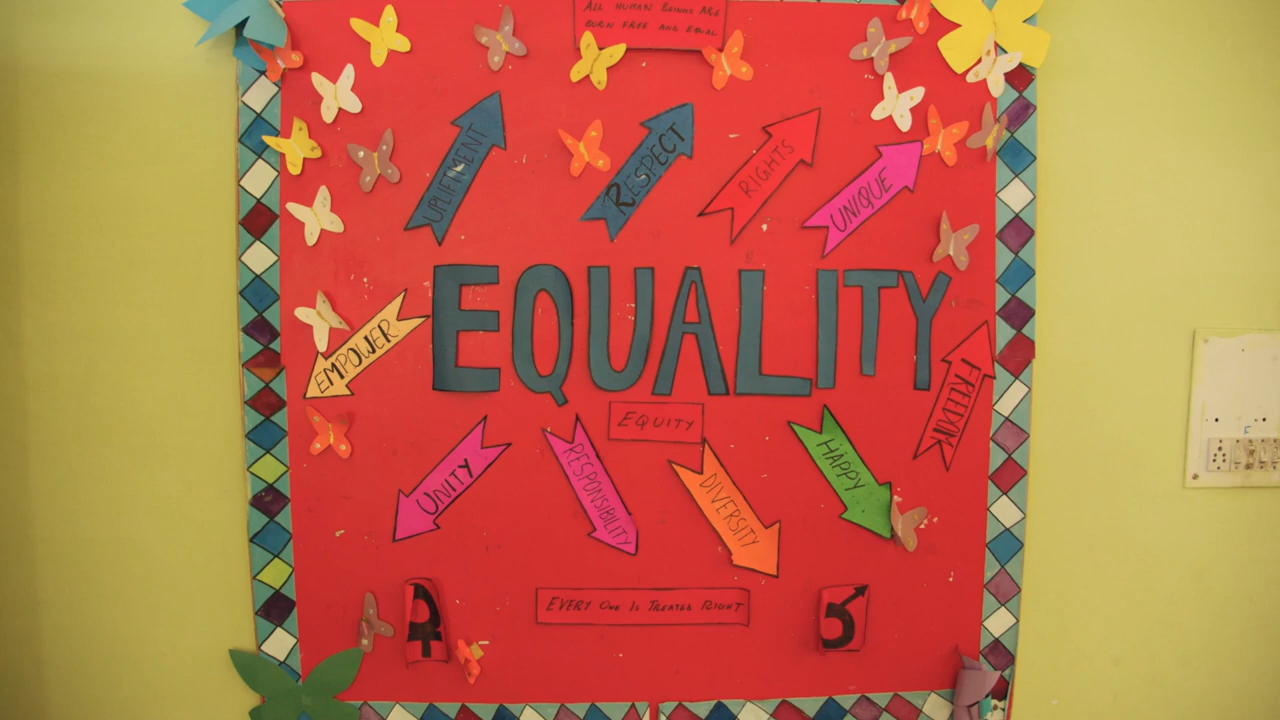 ALL HUMAN BEINGS ARE
BORN FREE AND EQUAL
UPLIFTMENT
RESPECT
RIGHTS
UNIQUE
EQUALITY
EMPOWER
FREEDOM
EQUITY
UNITY
RESPONSIBILITY
DIVERSITY
HAPPY
EVERY ONE IS TREATED RIGHT